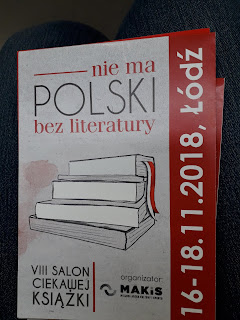 nie ma
POLSKI
bez literatury
VIII SALON
CIEKAWEJ
KSIĄŻKI
organizator:
MAKiS
16-18.11.2018, Łódź